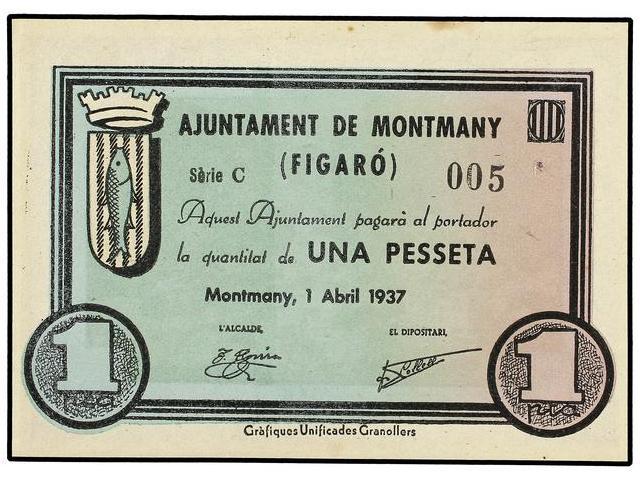 AJUNTAMENT DE MONTMANY
(FIGARÓ)
Sèrie C
005
Aquest Ajuntament pagarà al portador
la quantitat de UNA PESSETA
Montmany, 1 Abril 1937
L'ALCALDE,
EL DIPOSITARI,
1
1
Gràfiques Unificades Granollers